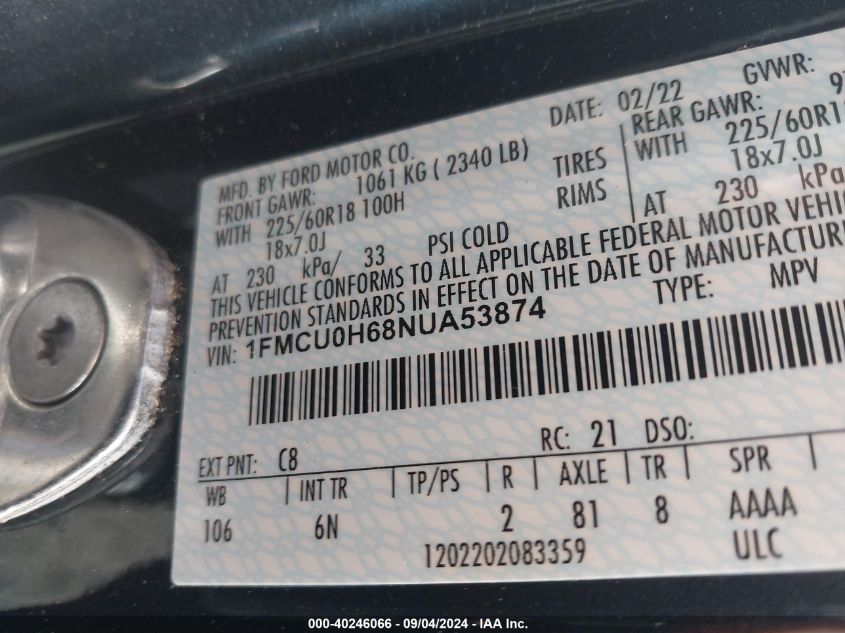 MFD. BY FORD MOTOR CO. DATE: 02/22 GVWR:
FRONT GAWR: 1061 KG ( 2340 LB) REAR GAWR:
WITH 225/60R18 100H TIRES WITH 225/60R1
18x7.0J RIMS 18x7.0J
AT 230 kPa/ 33 PSI COLD AT 230 kPa
THIS VEHICLE CONFORMS TO ALL APPLICABLE FEDERAL MOTOR VEHIC
PREVENTION STANDARDS IN EFFECT ON THE DATE OF MANUFACTUR
VIN: 1FMCU0H68NUA53874 TYPE: MPV
EXT PNT: C8 RC: 21 DSO:
WB INT TR TP/PS R AXLE TR SPR
106 6N 2 81 8 AAAA
1202202083359 ULC
000-40246066 - 09/04/2024 - IAA Inc.